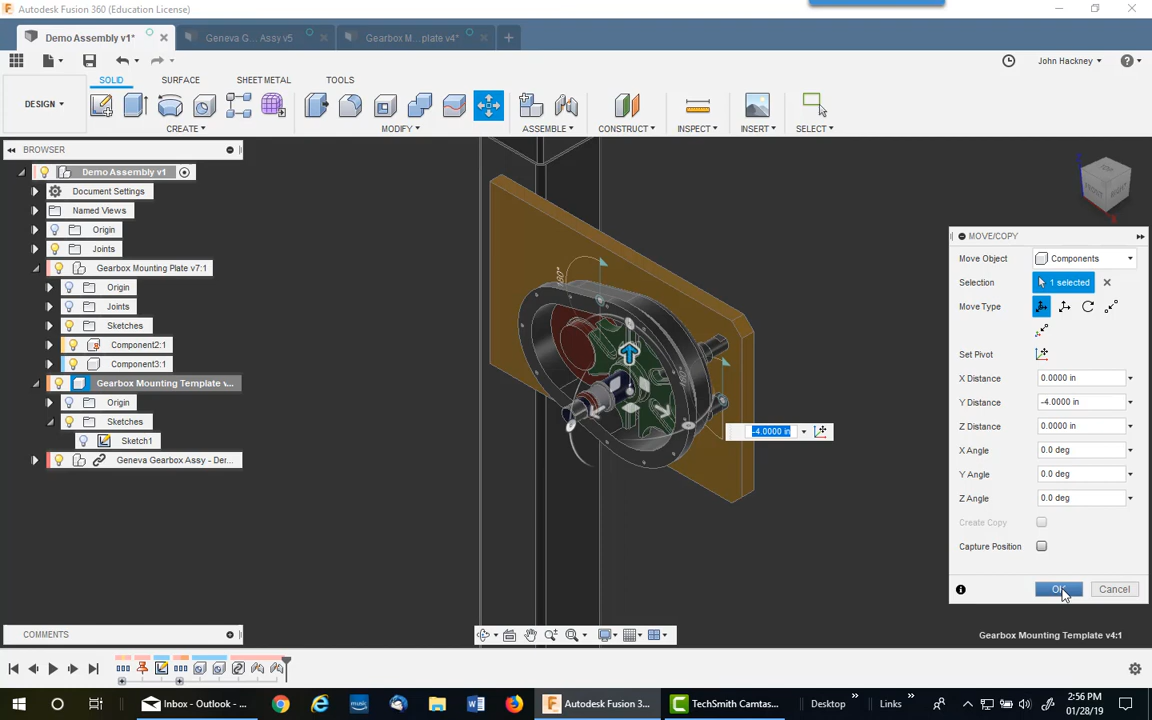 Autodesk Fusion 360 (Education License)
Demo Assembly v1*
Geneva G... Assy v5
Gearbox M...plate v4*
John Hackney
SOLID
SURFACE
SHEET METAL
TOOLS
DESIGN
CREATE
MODIFY
ASSEMBLE
CONSTRUCT
INSPECT
INSERT
SELECT
BROWSER
Demo Assembly v1
Document Settings
Named Views
Origin
Joints
Gearbox Mounting Plate v7:1
Origin
Joints
Sketches
Component2:1
Component3:1
Gearbox Mounting Template v...
Origin
Sketches
Sketch1
Geneva Gearbox Assy - Der...
TOP
FRONT
RIGHT
-4.0000 in
MOVE/COPY
Move Object
Components
Selection
1 selected
Move Type
Set Pivot
X Distance
0.0000 in
Y Distance
-4.0000 in
Z Distance
0.0000 in
X Angle
0.0 deg
Y Angle
0.0 deg
Z Angle
0.0 deg
Create Copy
Capture Position
OK
Cancel
Gearbox Mounting Template v4:1
COMMENTS
Inbox - Outlook - ...
Autodesk Fusion 3...
TechSmith Camtas...
Desktop
Links
2:56 PM
01/28/19